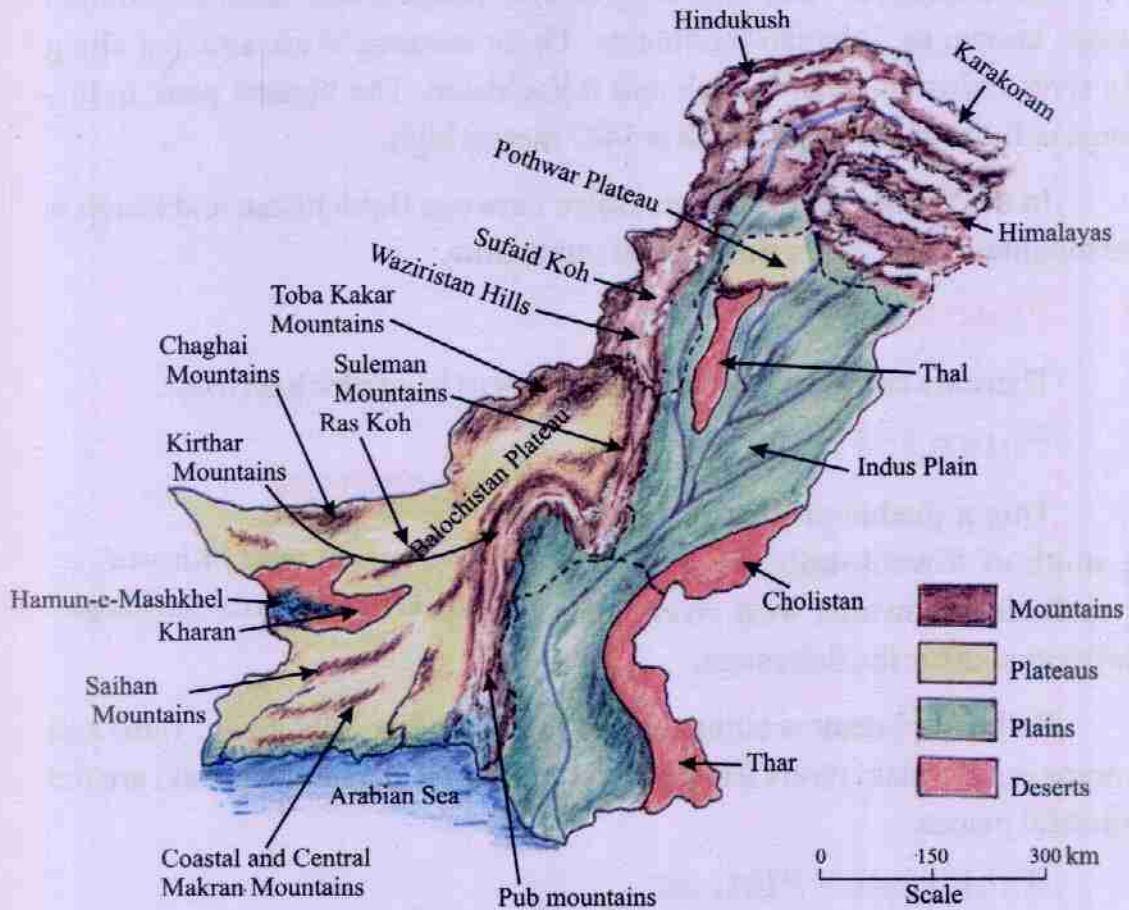 Hindukush
Karakoram
Pothwar Plateau
Himalayas
Sufaid Koh
Waziristan Hills
Toba Kakar
Mountains
Chaghai
Mountains
Suleman
Mountains
Thal
Ras Koh
Kirthar
Mountains
Balochistan Plateau
Indus Plain
Hamun-e-Mashkhel
Kharan
Cholistan
Mountains
Plateaus
Plains
Deserts
Saihan
Mountains
Thar
Arabian Sea
Coastal and Central
Makran Mountains
Pub mountains
0 150 300 km
Scale